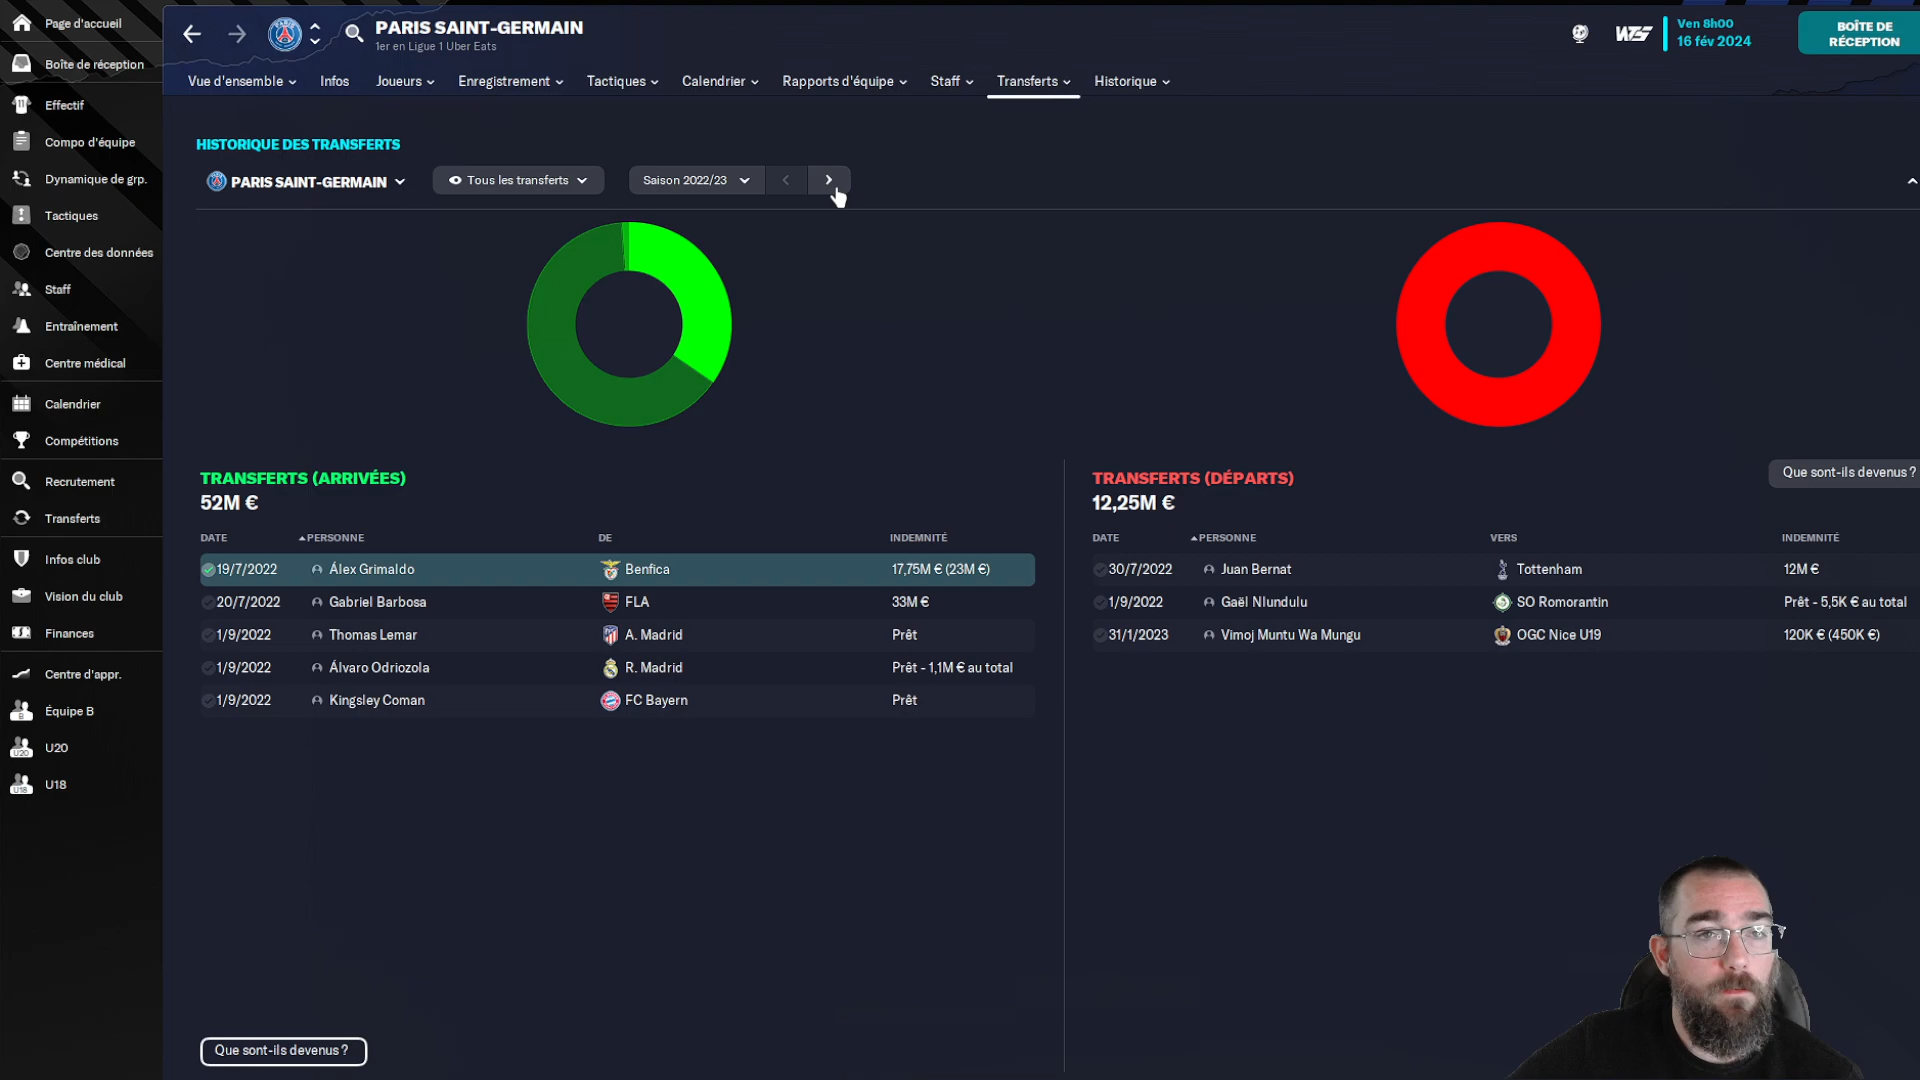 Page d'accueil
Boîte de réception
Effectif
Compo d'équipe
Dynamique de grp.
Tactiques
Centre des données
Staff
Entraînement
Centre médical
Calendrier
Compétitions
Recrutement
Transferts
Infos club
Vision du club
Finances
Centre d'appr.
Équipe B
U20
U18
PARIS SAINT-GERMAIN
1er en Ligue 1 Uber Eats
Ven 8h00
16 fév 2024
BOÎTE DE
RÉCEPTION
Vue d'ensemble Infos Joueurs Enregistrement Tactiques Calendrier Rapports d'équipe Staff Transferts Historique
HISTORIQUE DES TRANSFERTS
PARIS SAINT-GERMAIN Tous les transferts Saison 2022/23
TRANSFERTS (ARRIVÉES)
52M €
DATE PERSONNE DE INDEMNITÉ
19/7/2022 Álex Grimaldo Benfica 17,75M € (23M €)
20/7/2022 Gabriel Barbosa FLA 33M €
1/9/2022 Thomas Lemar A. Madrid Prêt
1/9/2022 Álvaro Odriozola R. Madrid Prêt - 1,1M € au total
1/9/2022 Kingsley Coman FC Bayern Prêt
Que sont-ils devenus ?
TRANSFERTS (DÉPARTS)
12,25M €
Que sont-ils devenus ?
DATE PERSONNE VERS INDEMNITÉ
30/7/2022 Juan Bernat Tottenham 12M €
1/9/2022 Gaël Nlundulu SO Romorantin Prêt - 5,5K € au total
31/1/2023 Vimoj Muntu Wa Mungu OGC Nice U19 120K € (450K €)